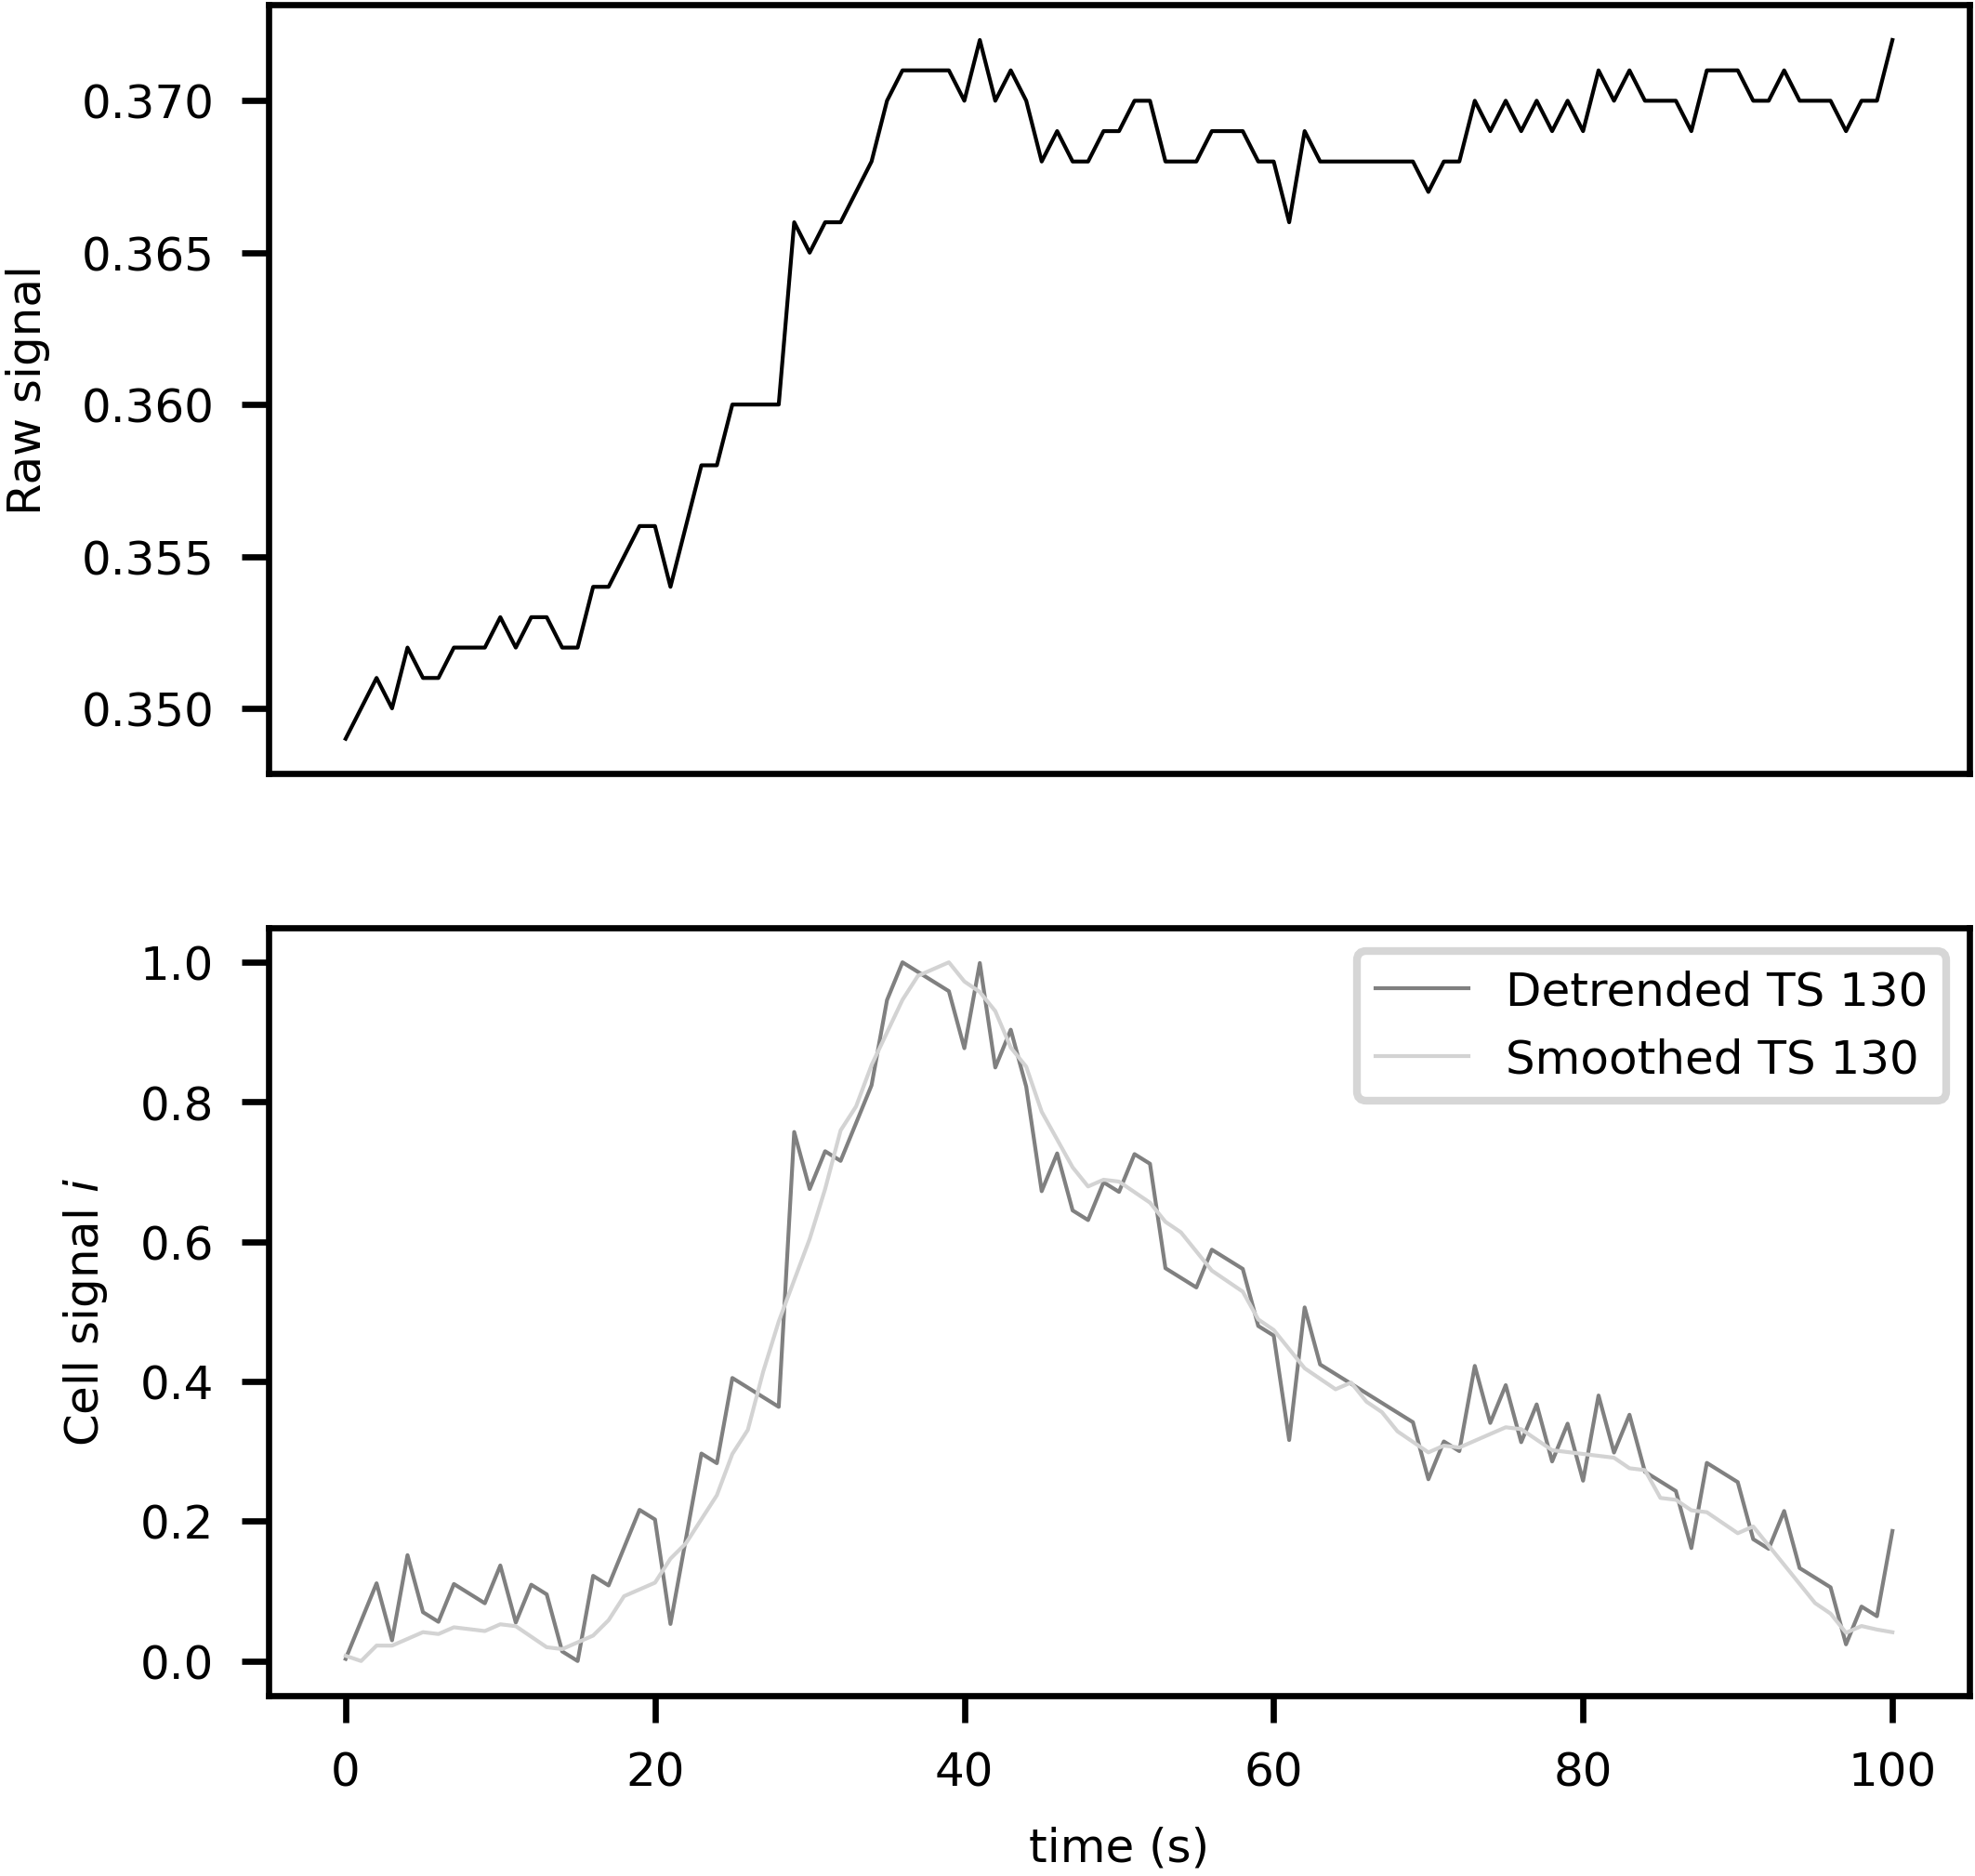 0.370
0.365
0.360
0.355
0.350
Raw signal
1.0
0.8
0.6
0.4
0.2
0.0
Cell signal i
Detrended TS 130
Smoothed TS 130
0 20 40 60 80 100
time (s)